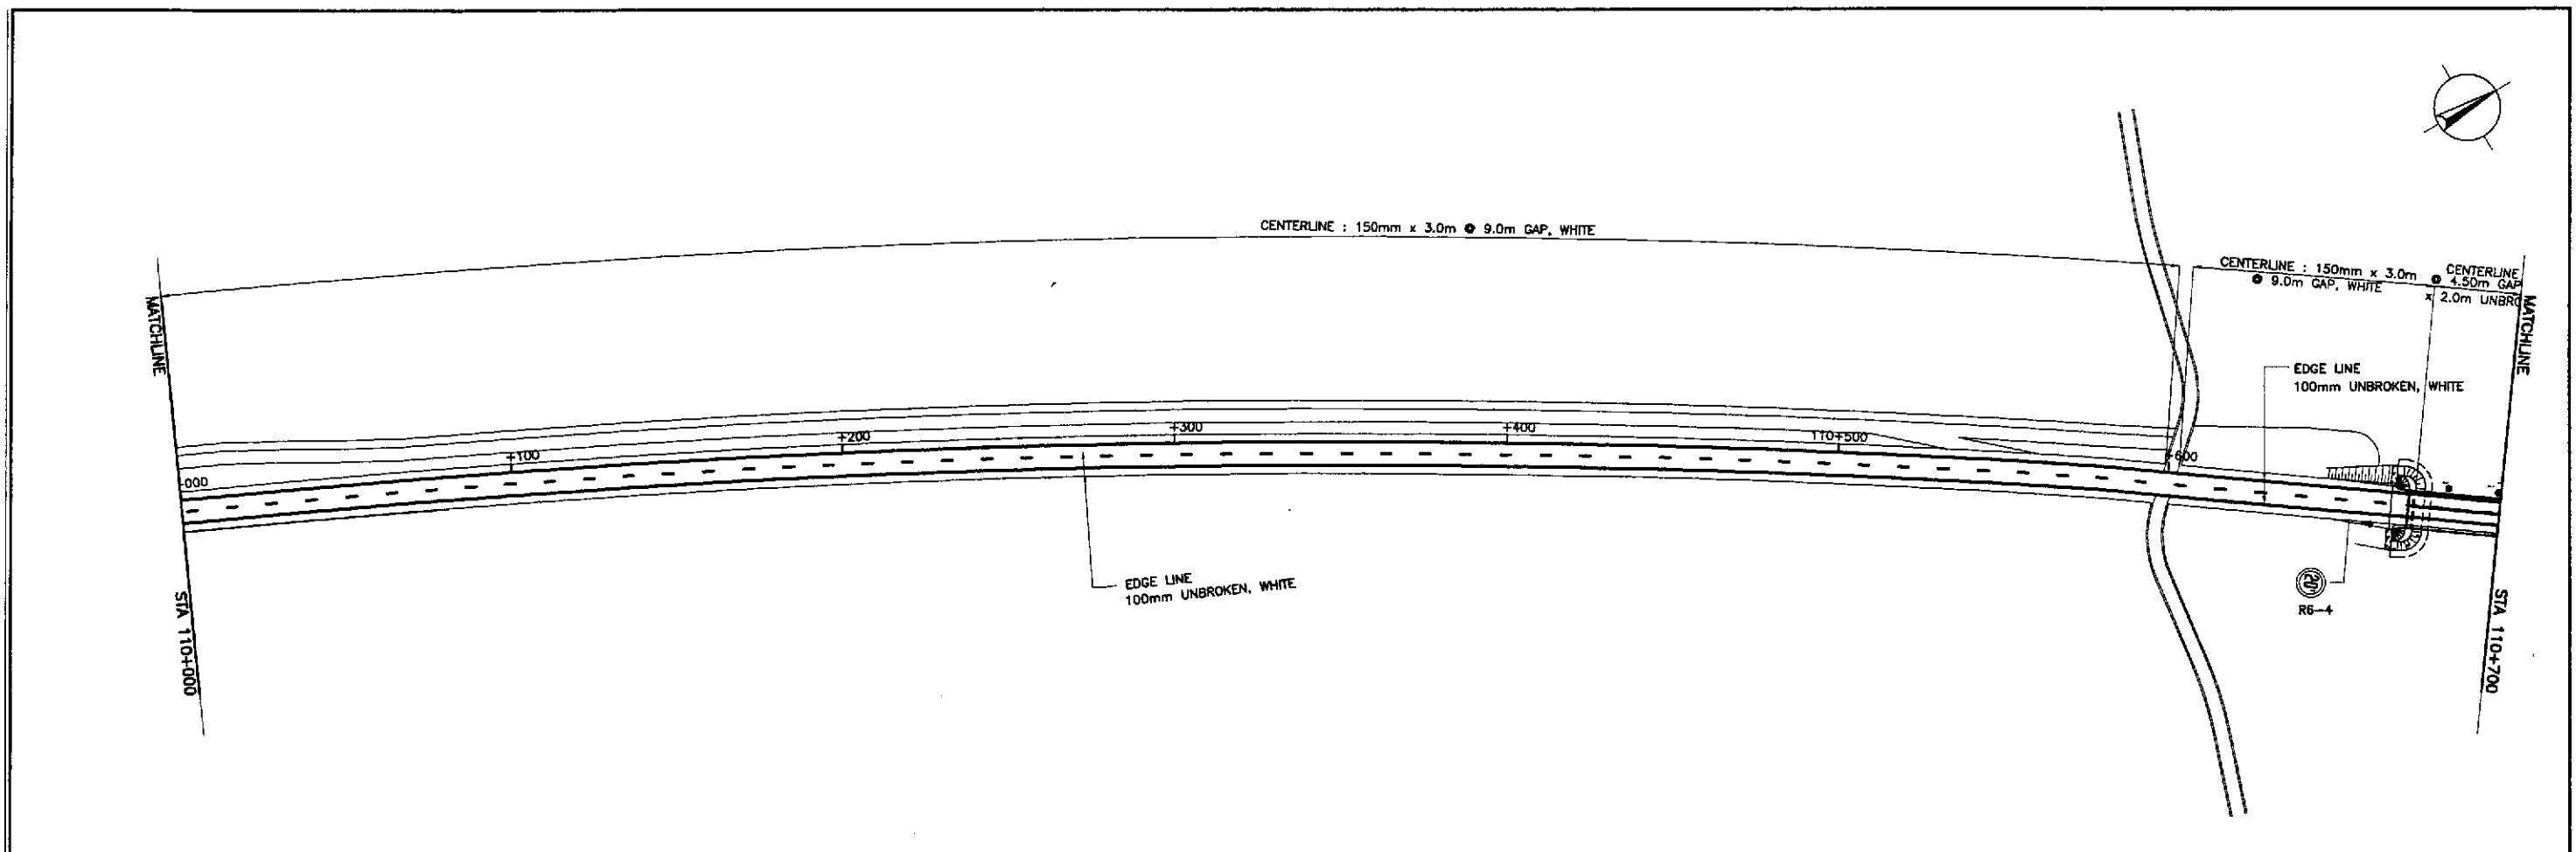 CENTERLINE : 150mm x 3.0m @ 9.0m GAP, WHITE
CENTERLINE : 150mm x 3.0m
@ 9.0m GAP, WHITE
@ CENTERLINE
4.50m GAP
x 2.0m UNBRO
MATCHLINE
MATCHLINE
EDGE LINE
100mm UNBROKEN, WHITE
+000
+100
+200
+300
+400
110+500
+600
EDGE LINE
100mm UNBROKEN, WHITE
R6-4
STA 110+000
STA 110+700